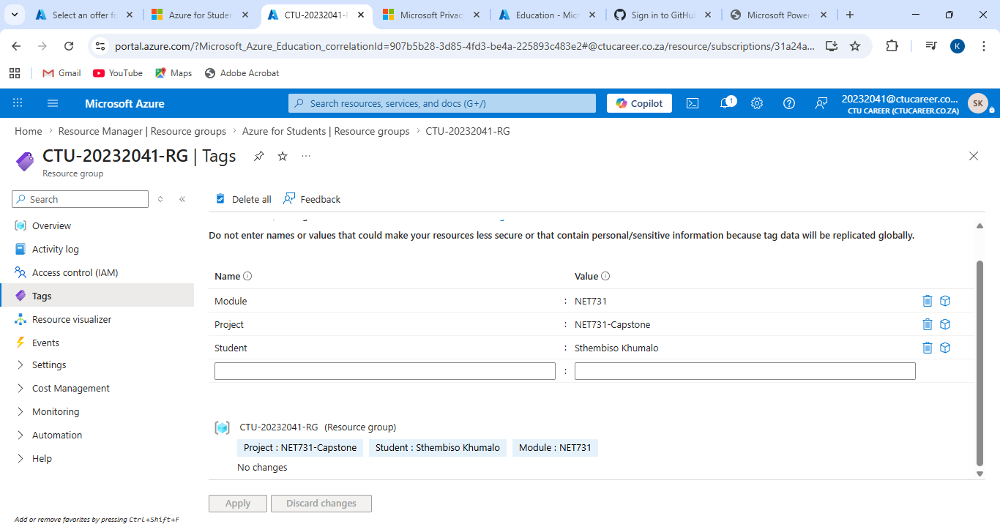 Select an offer fo
Azure for Studen
CTU-20232041-R
Microsoft Privac
Education - Micr
Sign in to GitHu
Microsoft Power
portal.azure.com/?Microsoft_Azure_Education_correlationId=907b5b28-3d85-4fd3-be4a-225893c483e2#@ctucareer.co.za/resource/subscriptions/31a24a...
K
Gmail
YouTube
Maps
Adobe Acrobat
Microsoft Azure
Search resources, services, and docs (G+/)
Copilot
1
20232041@ctucareer.co...
CTU CAREER (CTUCAREER.CO.ZA)
SK
Home > Resource Manager | Resource groups > Azure for Students | Resource groups > CTU-20232041-RG
CTU-20232041-RG | Tags
Resource group
Search
Delete all
Feedback
Overview
Activity log
Access control (IAM)
Tags
Resource visualizer
Events
Settings
Cost Management
Monitoring
Automation
Help
Add or remove favorites by pressing Ctrl+Shift+F
Do not enter names or values that could make your resources less secure or that contain personal/sensitive information because tag data will be replicated globally.
Name Value
Module : NET731
Project : NET731-Capstone
Student : Sthembiso Khumalo
:
CTU-20232041-RG (Resource group)
Project : NET731-Capstone Student : Sthembiso Khumalo Module : NET731
No changes
Apply
Discard changes